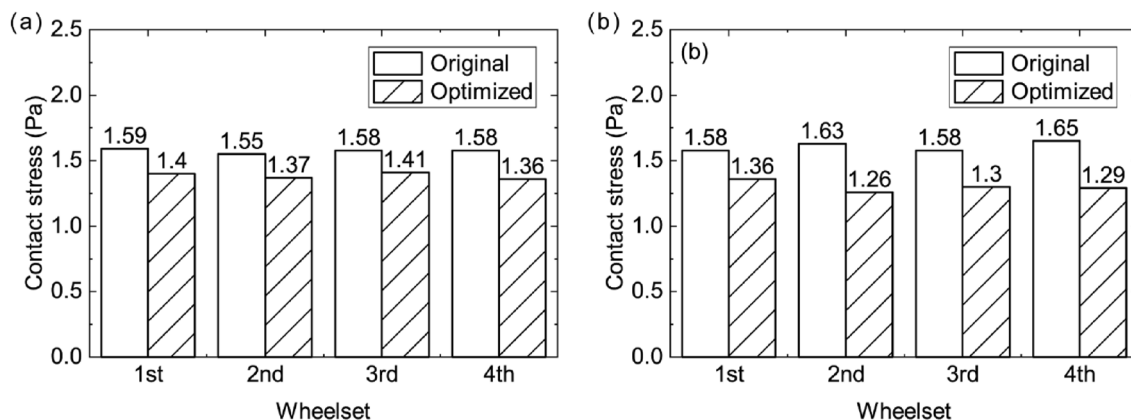 (a)
2.5
2.0
1.5
1.0
0.5
0.0
Contact stress (Pa)
Original
Optimized
1.59
1.4
1.55
1.37
1.58
1.41
1.58
1.36
1st 2nd 3rd 4th
Wheelset
(b)
(b)
2.5
2.0
1.5
1.0
0.5
0.0
Contact stress (Pa)
Original
Optimized
1.58
1.36
1.63
1.26
1.58
1.3
1.65
1.29
1st 2nd 3rd 4th
Wheelset